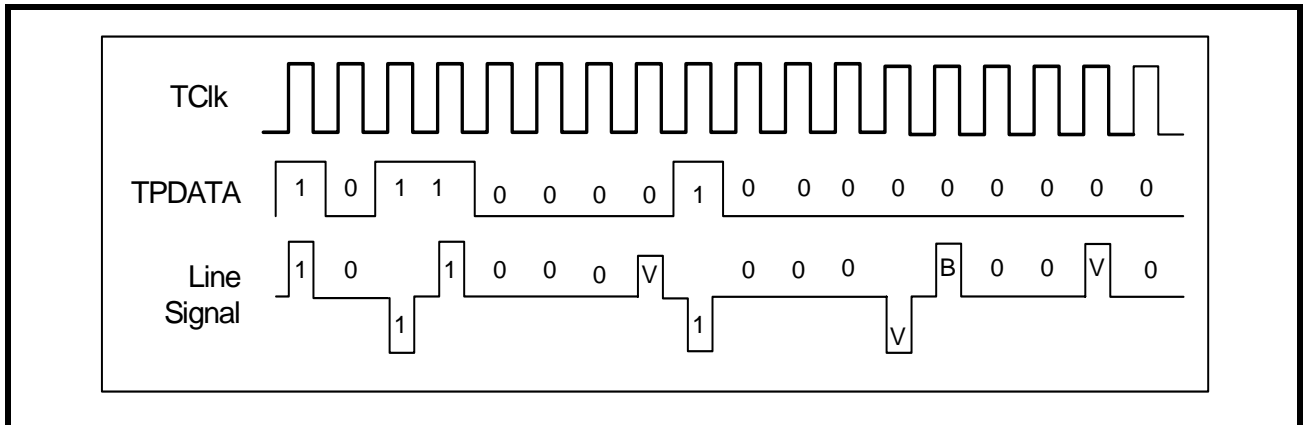 TClk
TPDATA 1 0 1 1 0 0 0 0 1 0 0 0 0 0 0 0 0 0
Line 1 0 1 0 0 0 V 0 0 0 B 0 0 V 0
Signal 1 1 V